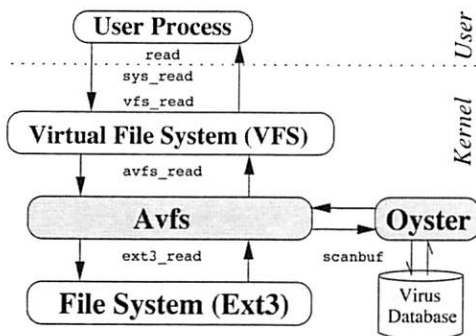 User Process
User
read
sys_read
vfs_read
Kernel
Virtual File System (VFS)
avfs_read
Avfs
Oyster
ext3_read
scanbuf
File System (Ext3)
Virus
Database